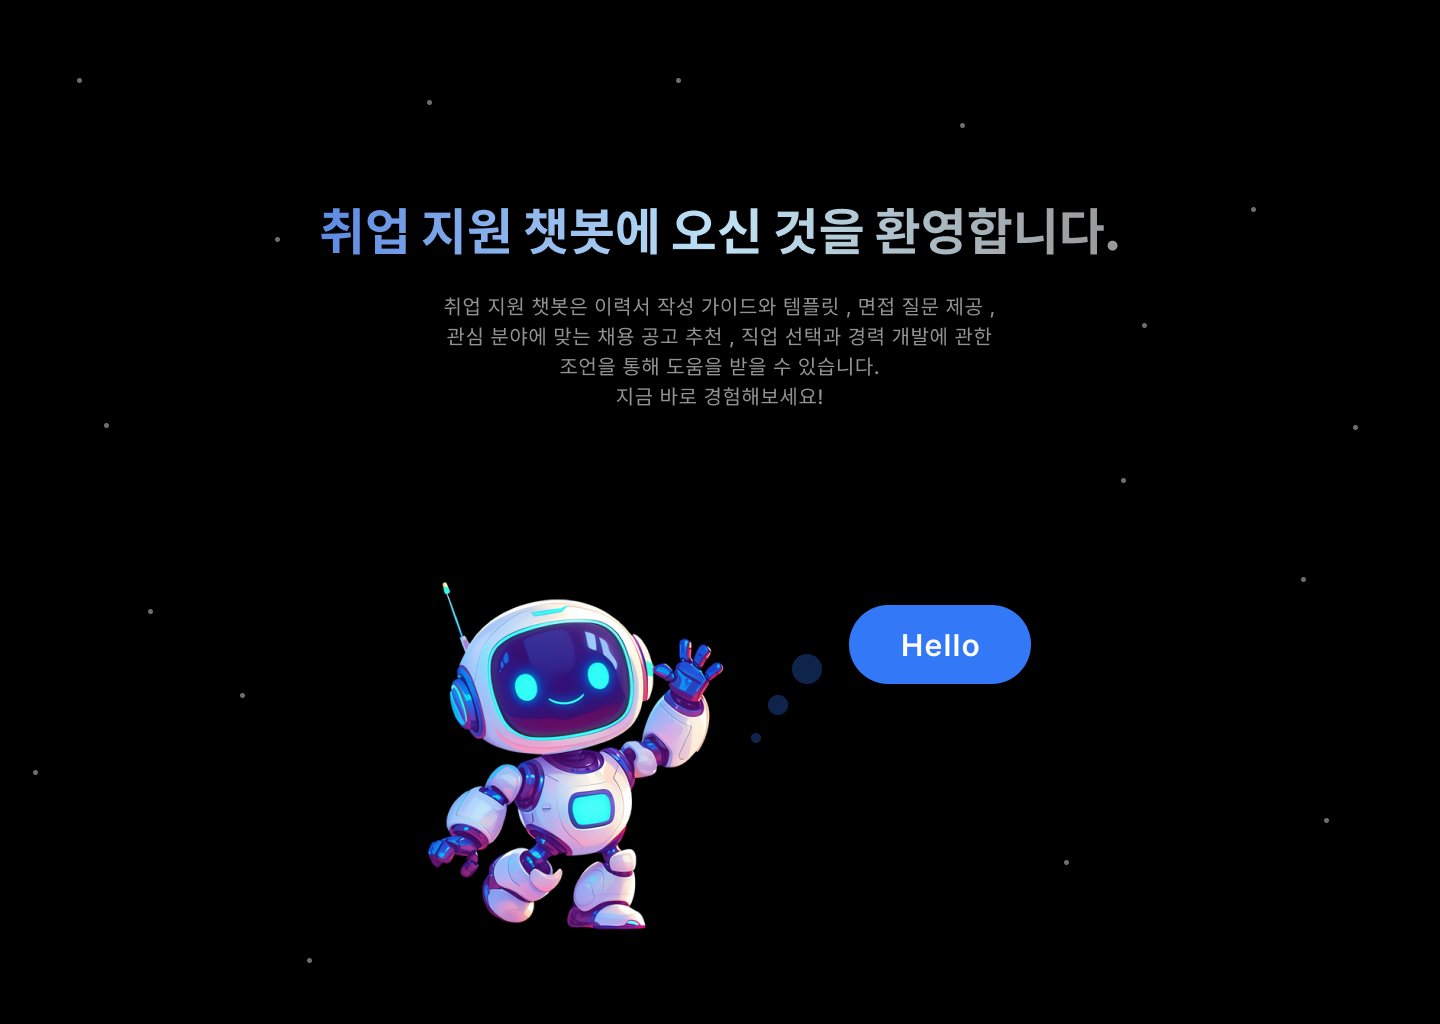 취업 지원 챗봇에 오신 것을 환영합니다.
취업 지원 챗봇은 이력서 작성 가이드와 템플릿 , 면접 질문 제공 ,
관심 분야에 맞는 채용 공고 추천 , 직업 선택과 경력 개발에 관한
조언을 통해 도움을 받을 수 있습니다.
지금 바로 경험해보세요!
Hello